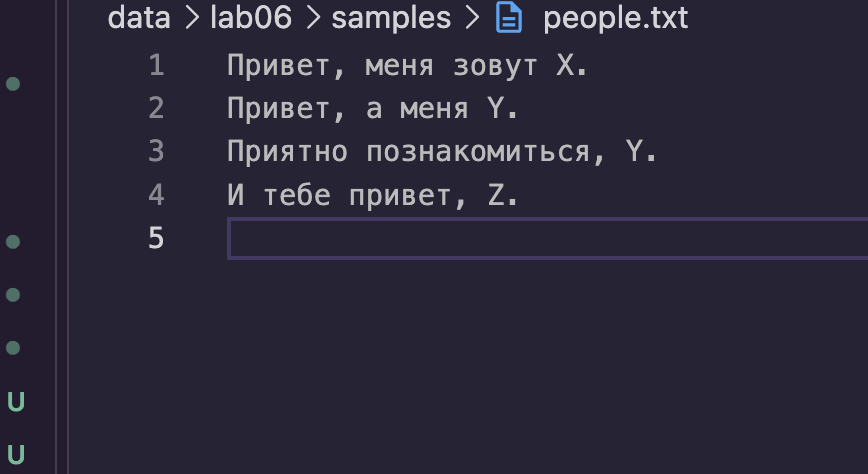 data > lab06 > samples > people.txt
1 Привет, меня зовут X.
2 Привет, а меня Y.
3 Приятно познакомиться, Y.
4 И тебе привет, Z.
5
U
U